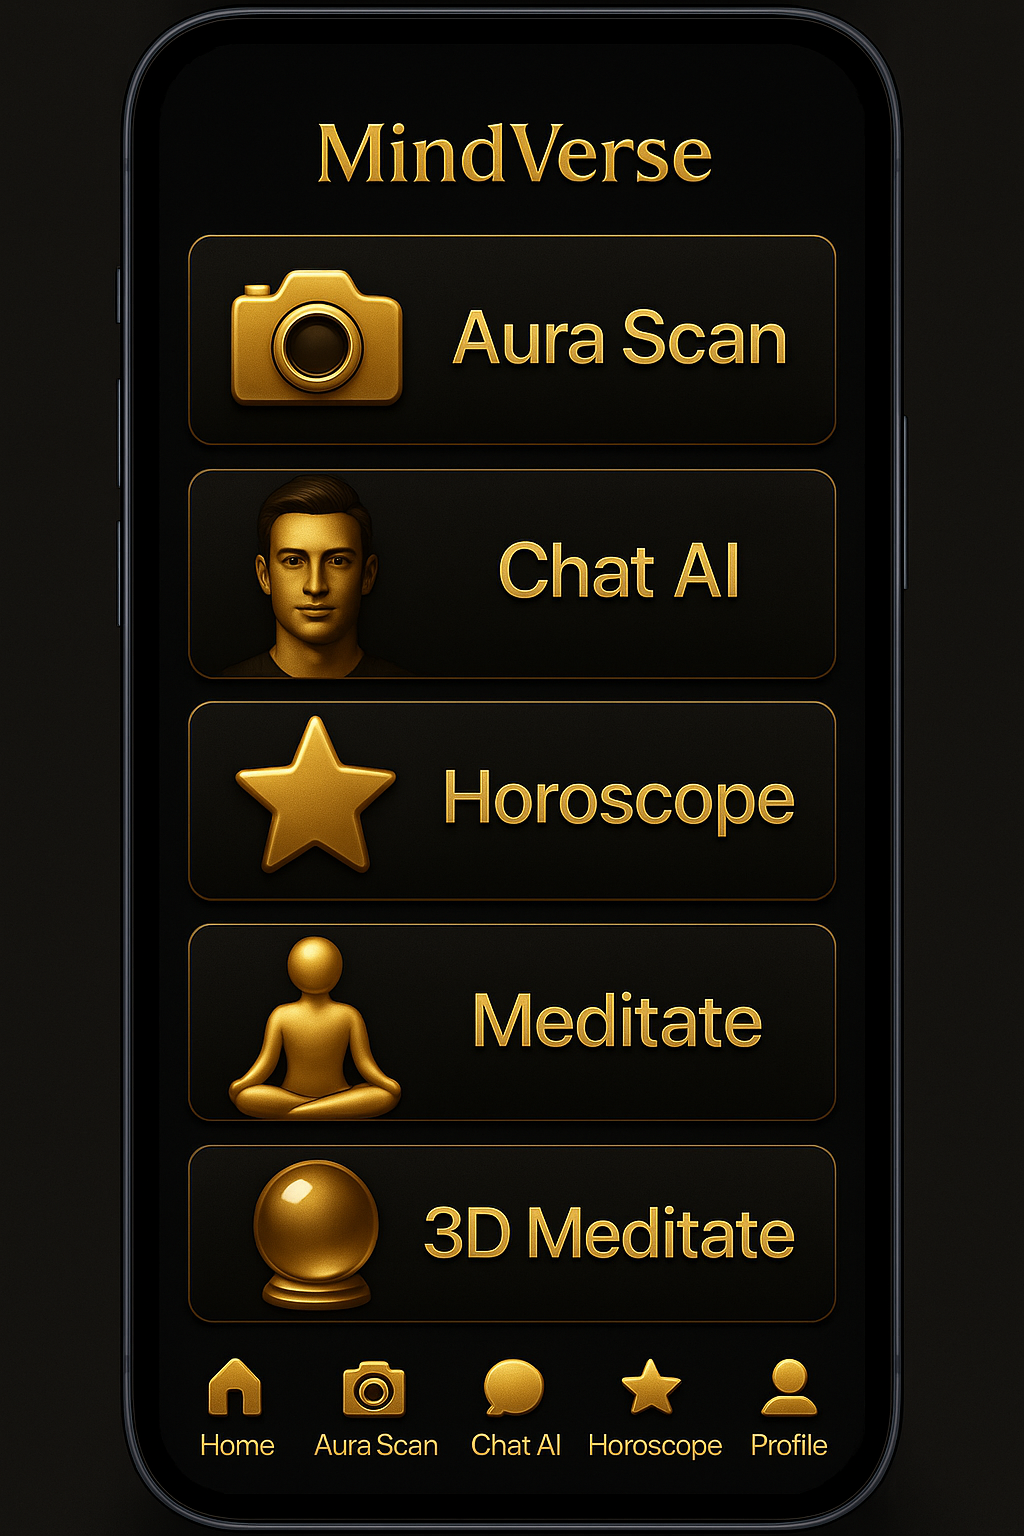 MindVerse
Aura Scan
Chat AI
Horoscope
Meditate
3D Meditate
Home Aura Scan Chat AI Horoscope Profile